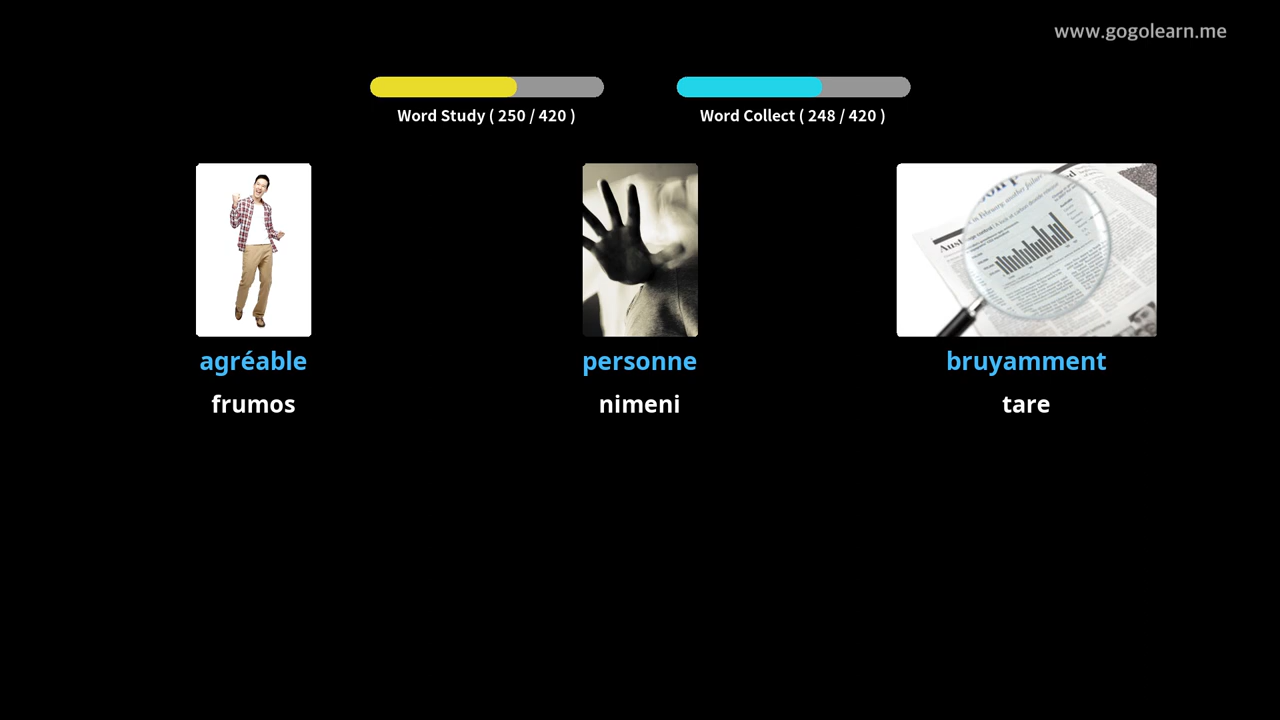 www.gogolearn.me
Word Study ( 250 / 420 )
Word Collect ( 248 / 420 )
agréable
personne
bruyamment
frumos
nimeni
tare